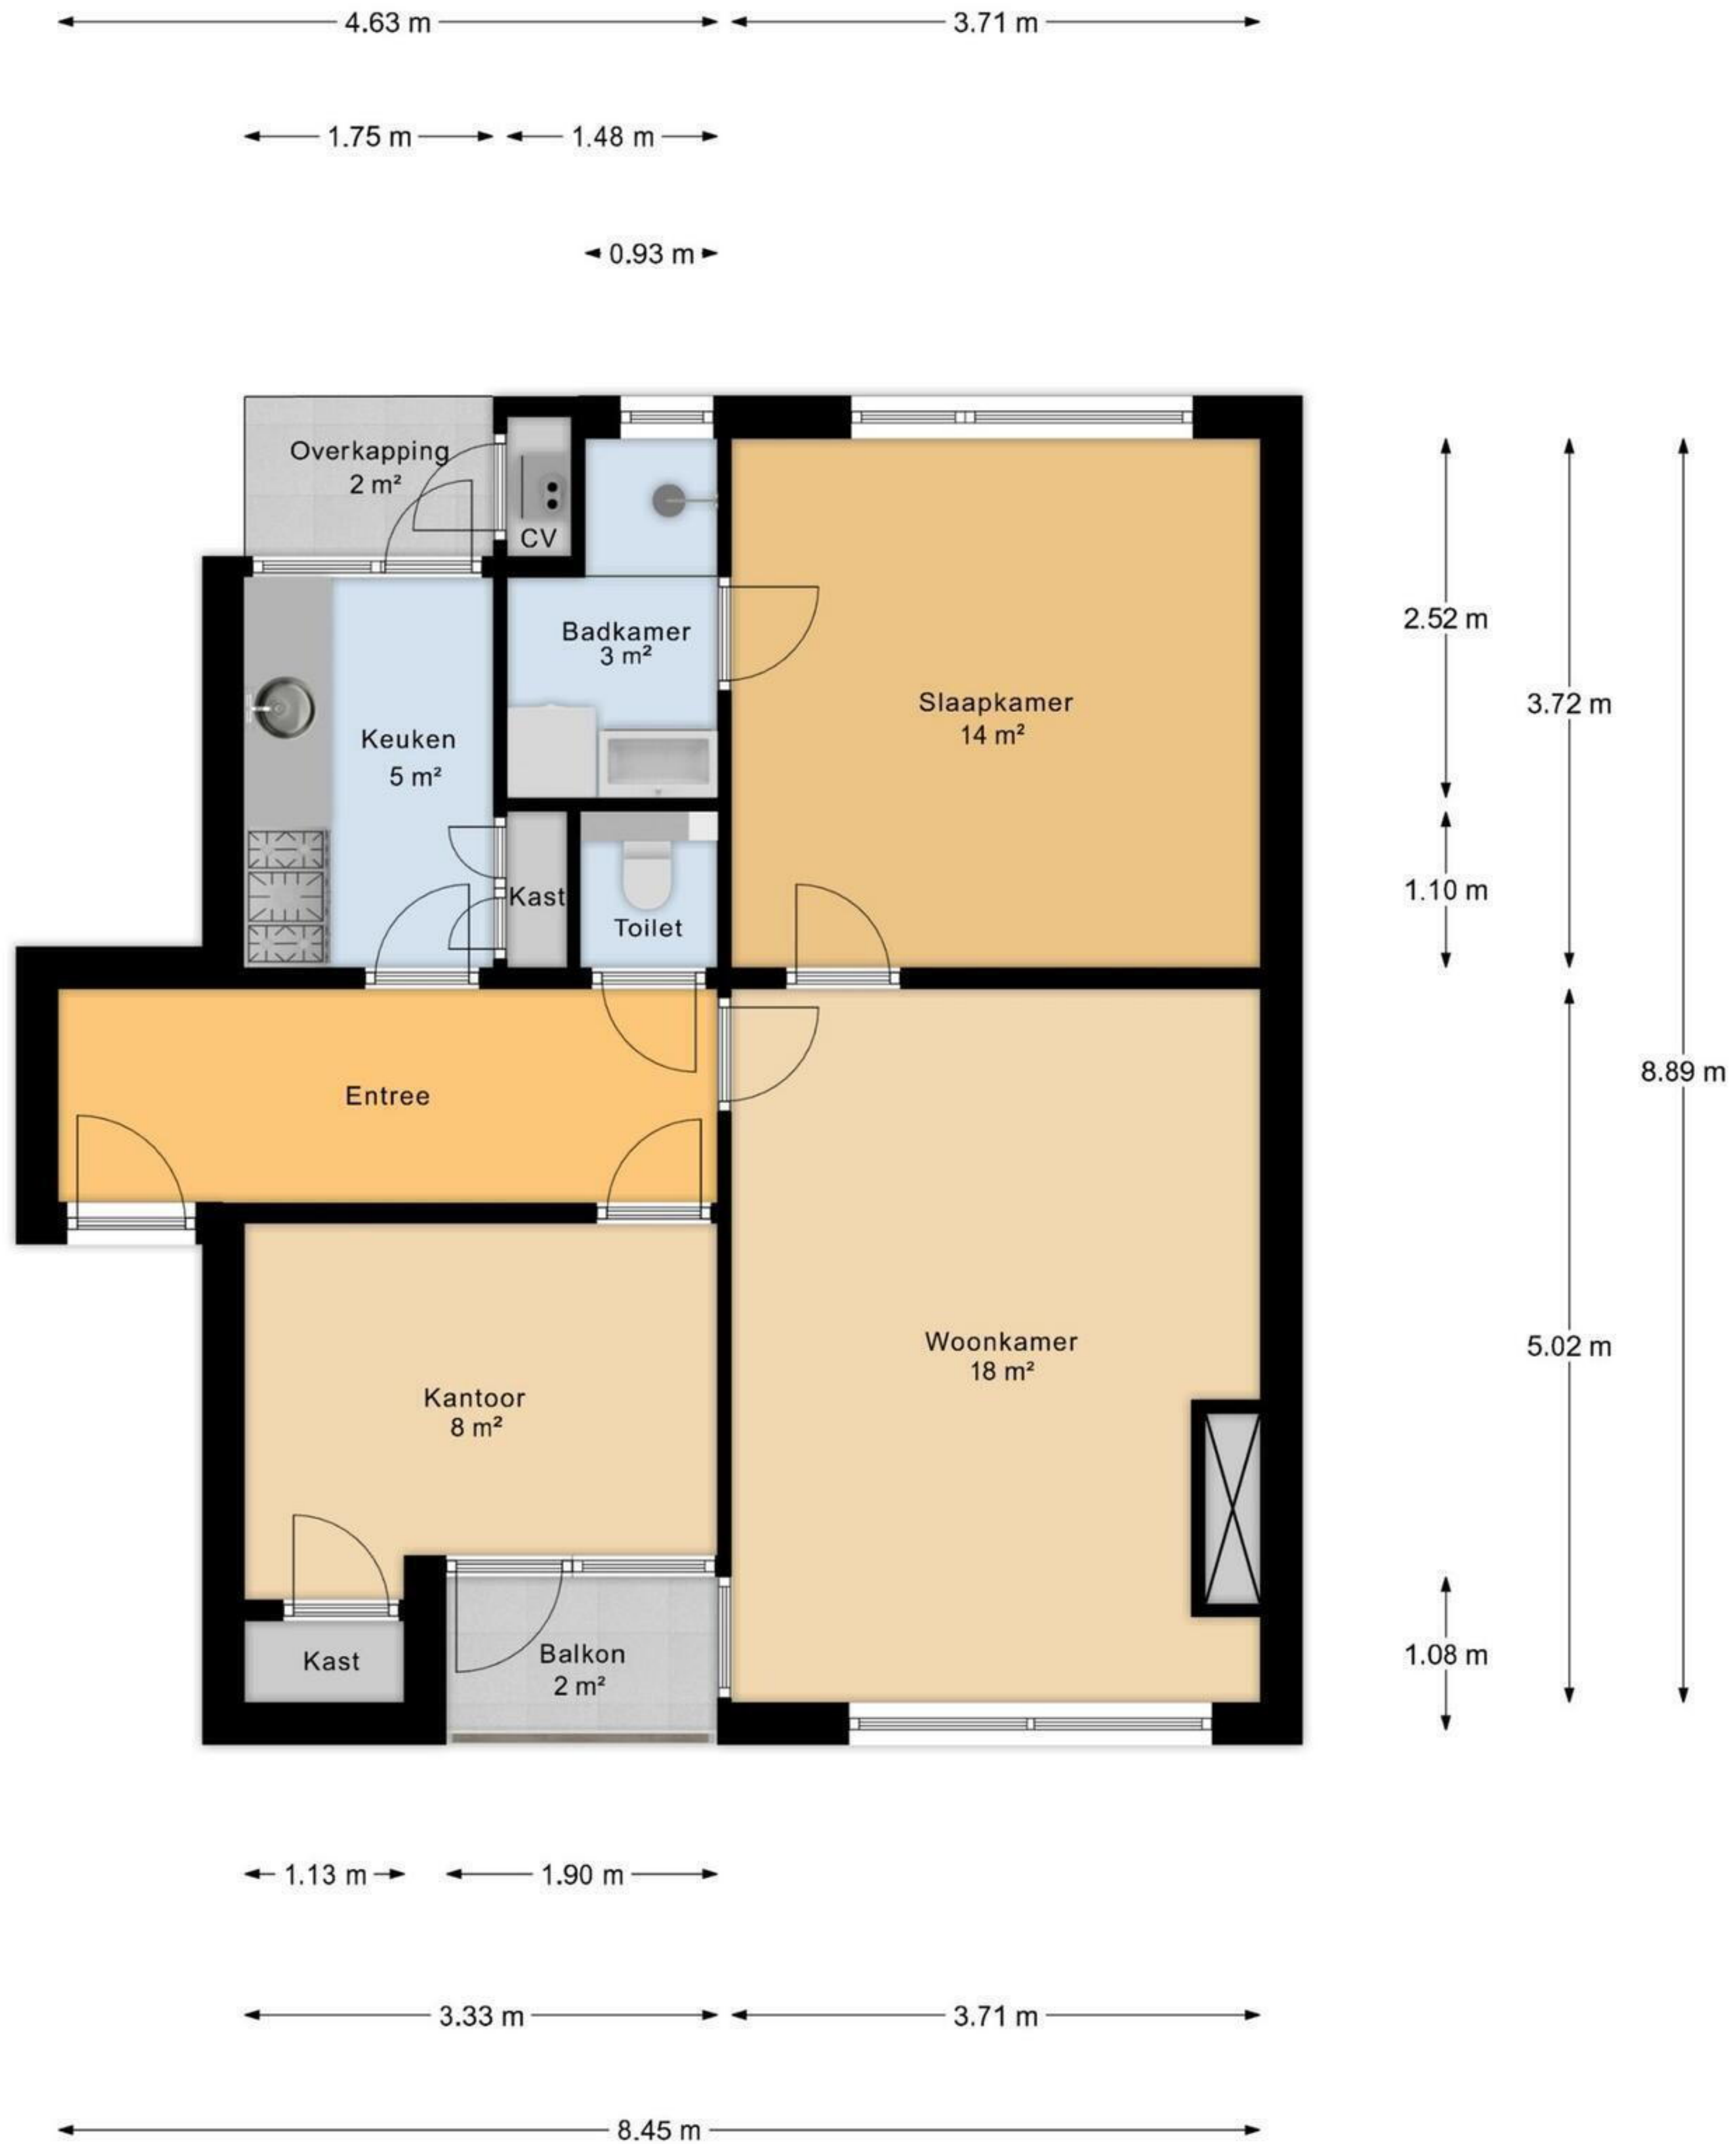 4.63 m
3.71 m
1.75 m
1.48 m
0.93 m
Overkapping
2 m²
CV
Badkamer
3 m²
Keuken
5 m²
Slaapkamer
14 m²
2.52 m
3.72 m
Kast
Toilet
1.10 m
Entree
8.89 m
Woonkamer
18 m²
5.02 m
Kantoor
8 m²
Kast
Balkon
2 m²
1.08 m
1.13 m
1.90 m
3.33 m
3.71 m
8.45 m